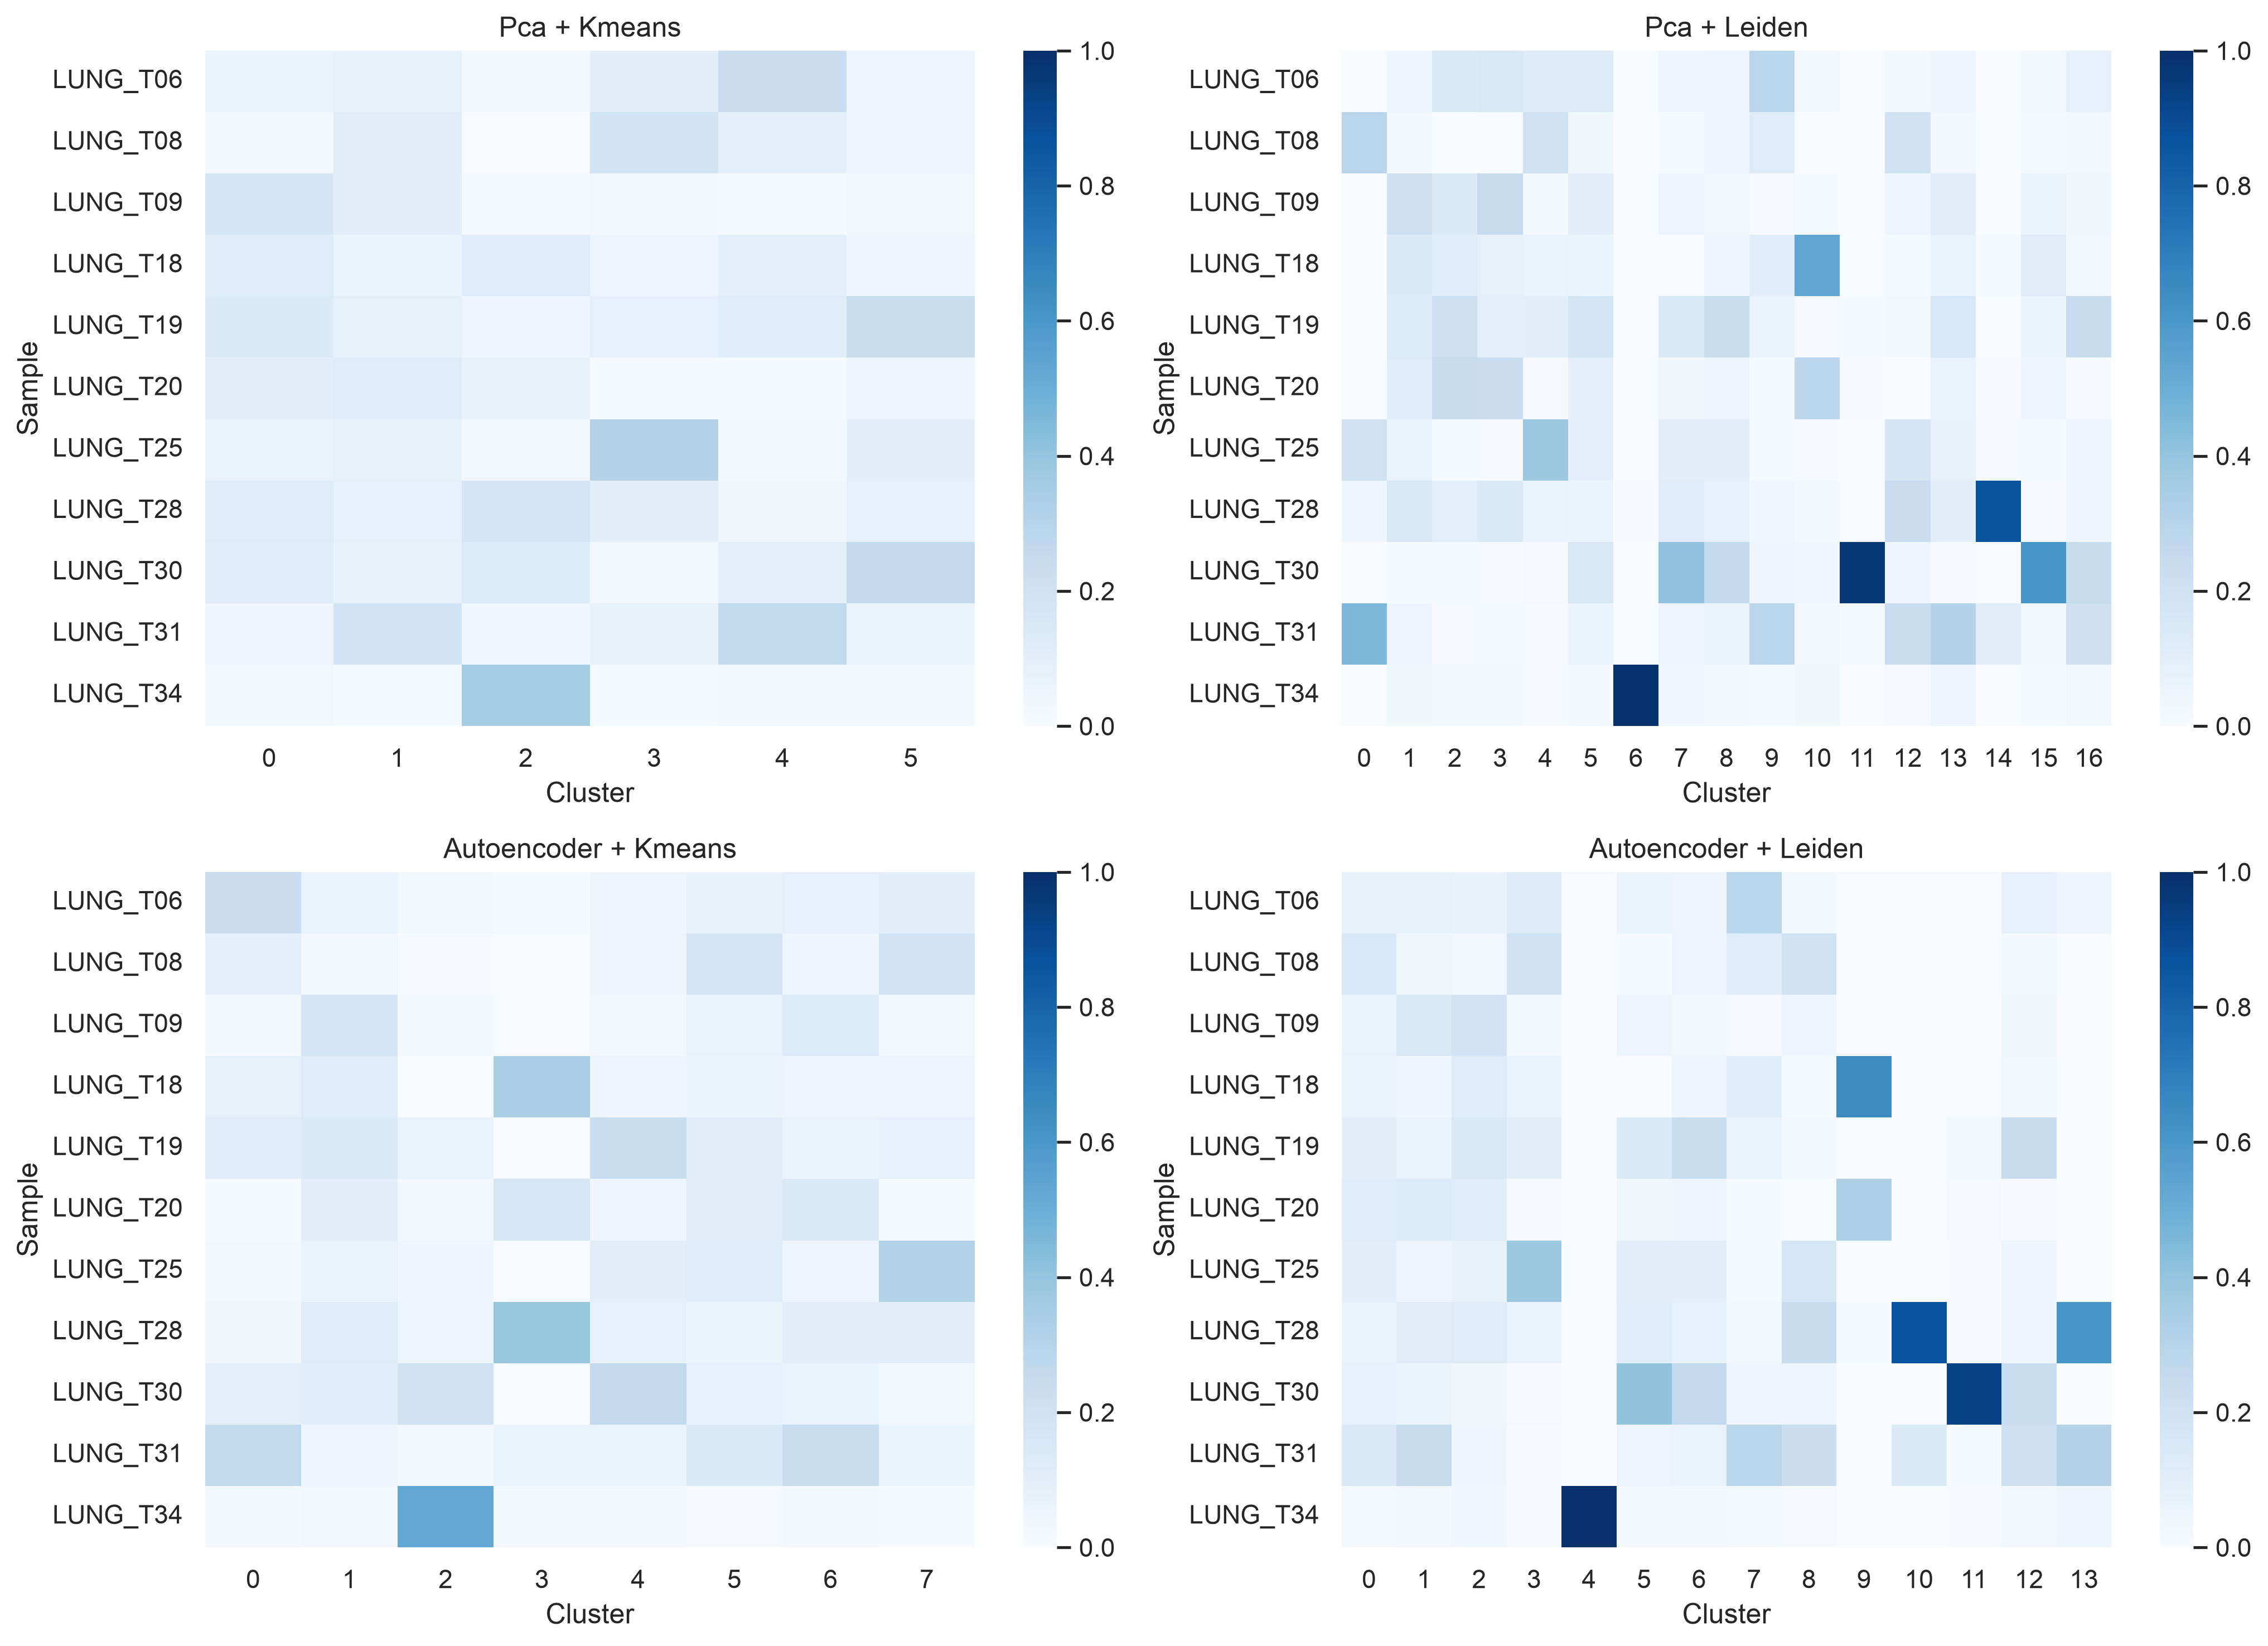 Pca + Kmeans
Sample
LUNG_T06
LUNG_T08
LUNG_T09
LUNG_T18
LUNG_T19
LUNG_T20
LUNG_T25
LUNG_T28
LUNG_T30
LUNG_T31
LUNG_T34
0 1 2 3 4 5
Cluster
1.0
0.8
0.6
0.4
0.2
0.0
Pca + Leiden
Sample
LUNG_T06
LUNG_T08
LUNG_T09
LUNG_T18
LUNG_T19
LUNG_T20
LUNG_T25
LUNG_T28
LUNG_T30
LUNG_T31
LUNG_T34
0 1 2 3 4 5 6 7 8 9 10 11 12 13 14 15 16
Cluster
1.0
0.8
0.6
0.4
0.2
0.0
Autoencoder + Kmeans
Sample
LUNG_T06
LUNG_T08
LUNG_T09
LUNG_T18
LUNG_T19
LUNG_T20
LUNG_T25
LUNG_T28
LUNG_T30
LUNG_T31
LUNG_T34
0 1 2 3 4 5 6 7
Cluster
1.0
0.8
0.6
0.4
0.2
0.0
Autoencoder + Leiden
Sample
LUNG_T06
LUNG_T08
LUNG_T09
LUNG_T18
LUNG_T19
LUNG_T20
LUNG_T25
LUNG_T28
LUNG_T30
LUNG_T31
LUNG_T34
0 1 2 3 4 5 6 7 8 9 10 11 12 13
Cluster
1.0
0.8
0.6
0.4
0.2
0.0